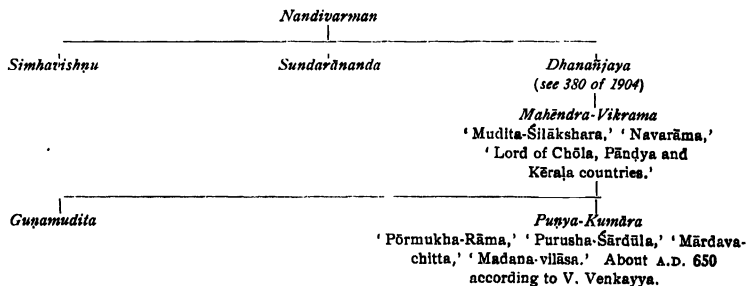 Nandivarman
Simhavishṇu Sundarānanda Dhanañjaya
(see 380 of 1904)
Mahēndra-Vikrama
' Mudita-Śilākshara,' ' Navarāma,'
' Lord of Chōla, Pāṇḍya and
Kēraḷa countries.'
Guṇamudita Puṇya-Kumāra
' Pōrmukha-Rāma,' ' Purusha-Śārdūla,' ' Mārdava-
chitta,' ' Madana-vilāsa.' About A.D. 650
according to V. Venkayya.